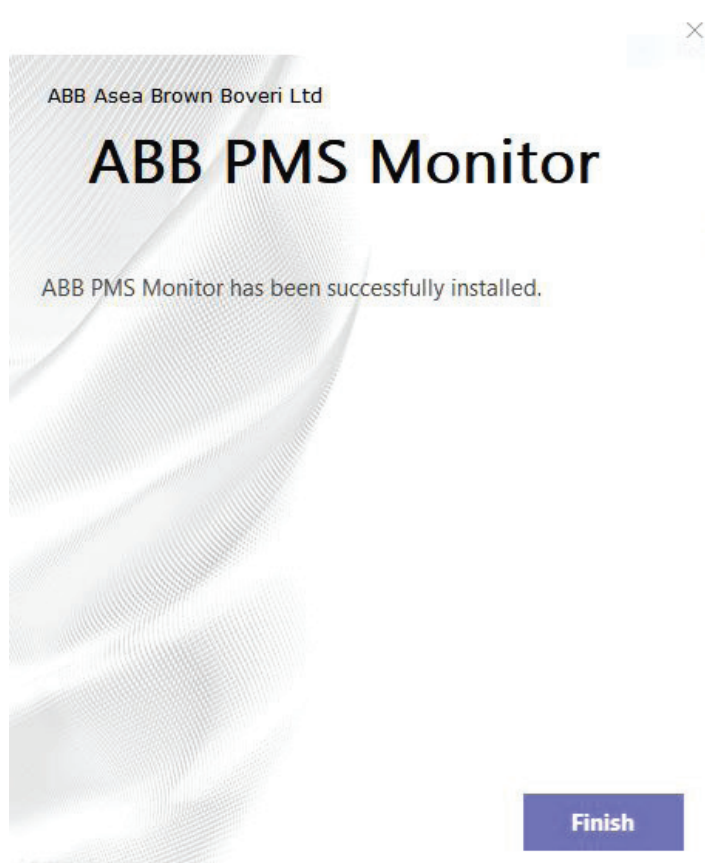 ABB Asea Brown Boveri Ltd
ABB PMS Monitor
ABB PMS Monitor has been successfully installed.
Finish